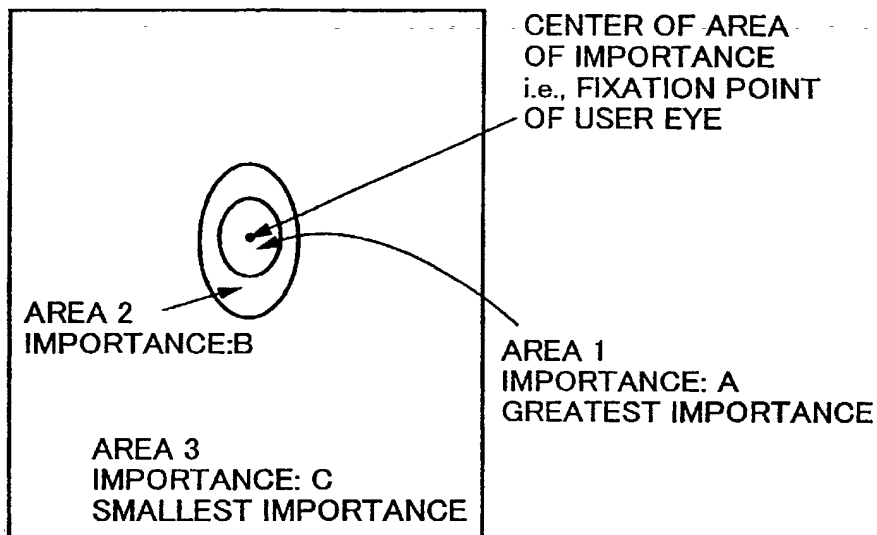 CENTER OF AREA
OF IMPORTANCE
i.e., FIXATION POINT
OF USER EYE
AREA 2
IMPORTANCE:B
AREA 1
IMPORTANCE: A
GREATEST IMPORTANCE
AREA 3
IMPORTANCE: C
SMALLEST IMPORTANCE